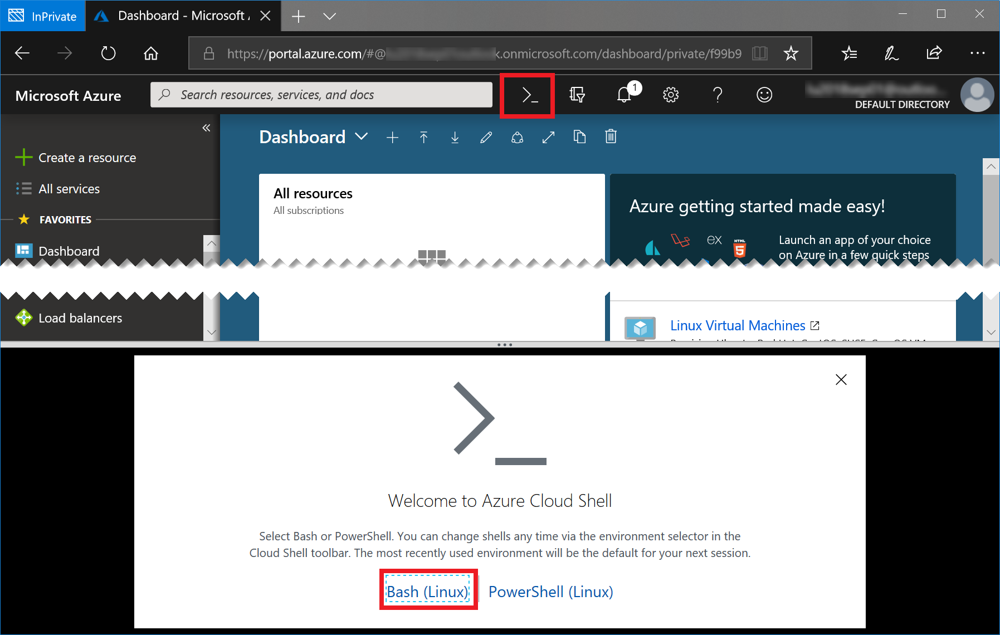 InPrivate
Dashboard - Microsoft
https://portal.azure.com/#@
k.onmicrosoft.com/dashboard/private/f99b9
Microsoft Azure
Search resources, services, and docs
1
DEFAULT DIRECTORY
Dashboard
Create a resource
All services
FAVORITES
Dashboard
All resources
All subscriptions
Azure getting started made easy!
ex
HTML
5
Launch an app of your choice
on Azure in a few quick steps
Load balancers
Linux Virtual Machines
Welcome to Azure Cloud Shell
Select Bash or PowerShell. You can change shells any time via the environment selector in the
Cloud Shell toolbar. The most recently used environment will be the default for your next session.
Bash (Linux)
PowerShell (Linux)